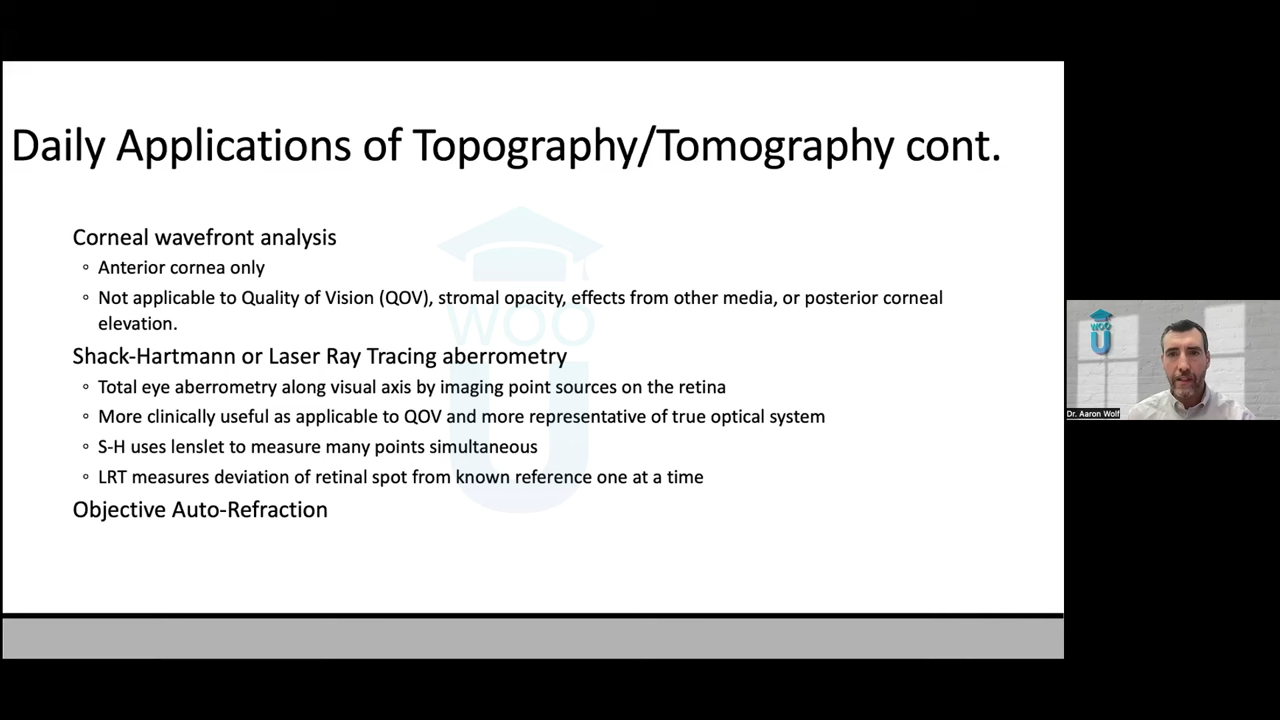 Daily Applications of Topography/Tomography cont.
Corneal wavefront analysis
◦ Anterior cornea only
◦ Not applicable to Quality of Vision (QOV), stromal opacity, effects from other media, or posterior corneal
elevation.
Shack-Hartmann or Laser Ray Tracing aberrometry
◦ Total eye aberrometry along visual axis by imaging point sources on the retina
◦ More clinically useful as applicable to QOV and more representative of true optical system
◦ S-H uses lenslet to measure many points simultaneous
◦ LRT measures deviation of retinal spot from known reference one at a time
Objective Auto-Refraction
WOO
U
WOO
U
Dr. Aaron Wolf